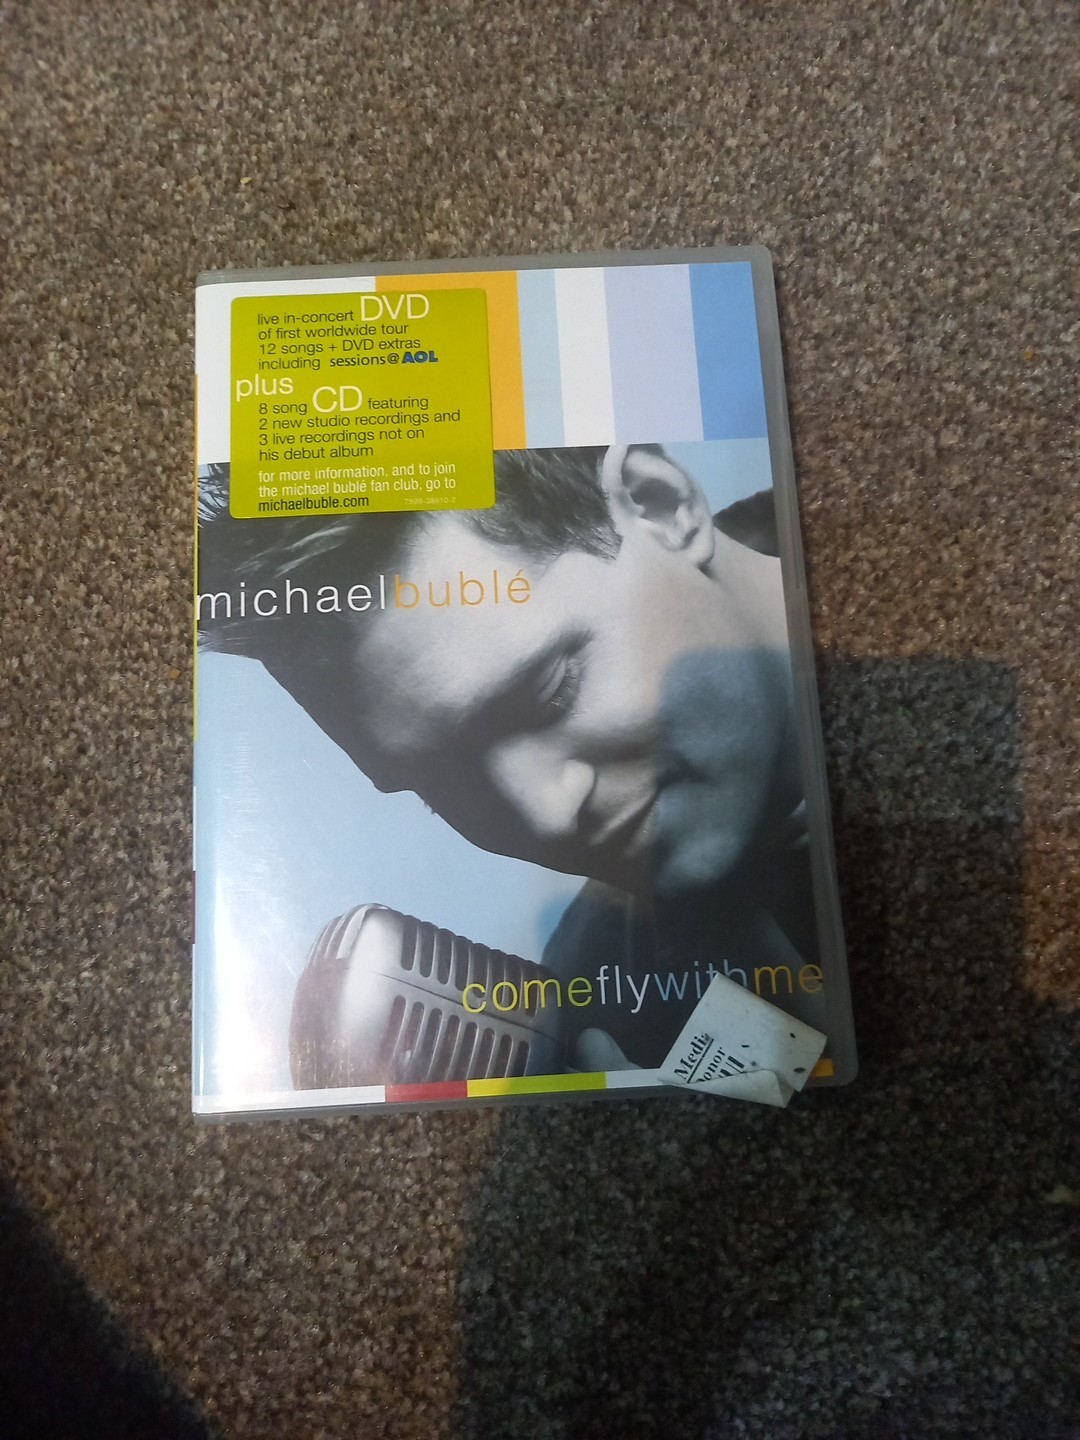 live in-concert DVD
of first worldwide tour
12 songs + DVD extras
including sessions@AOL
plus
8 song CD featuring
2 new studio recordings and
3 live recordings not on
his debut album
for more information, and to join
the michael bublé fan club, go to
michaelbuble.com
michaelbublé
comeflywithme
Donor